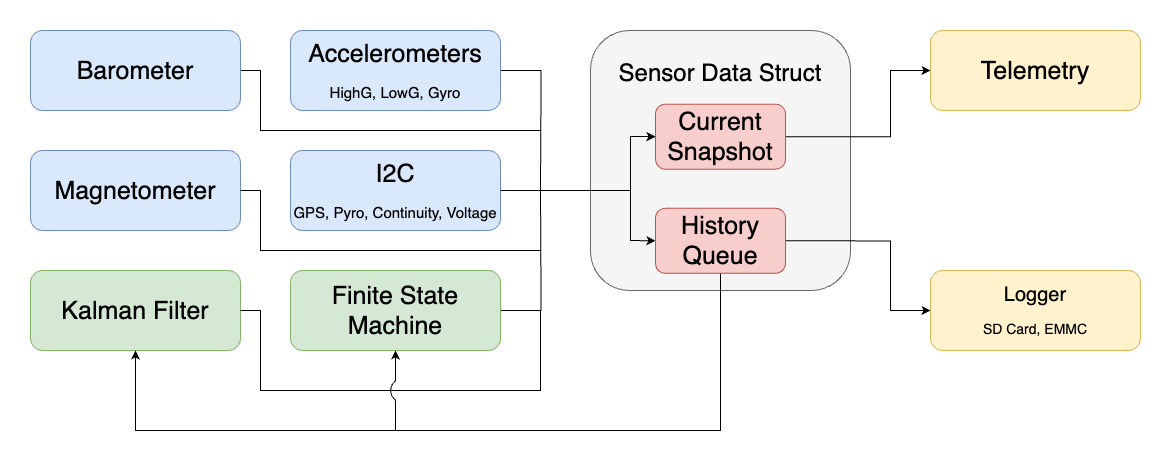 Barometer
Accelerometers
HighG, LowG, Gyro
Magnetometer
I2C
GPS, Pyro, Continuity, Voltage
Kalman Filter
Finite State
Machine
Sensor Data Struct
Current
Snapshot
History
Queue
Telemetry
Logger
SD Card, EMMC